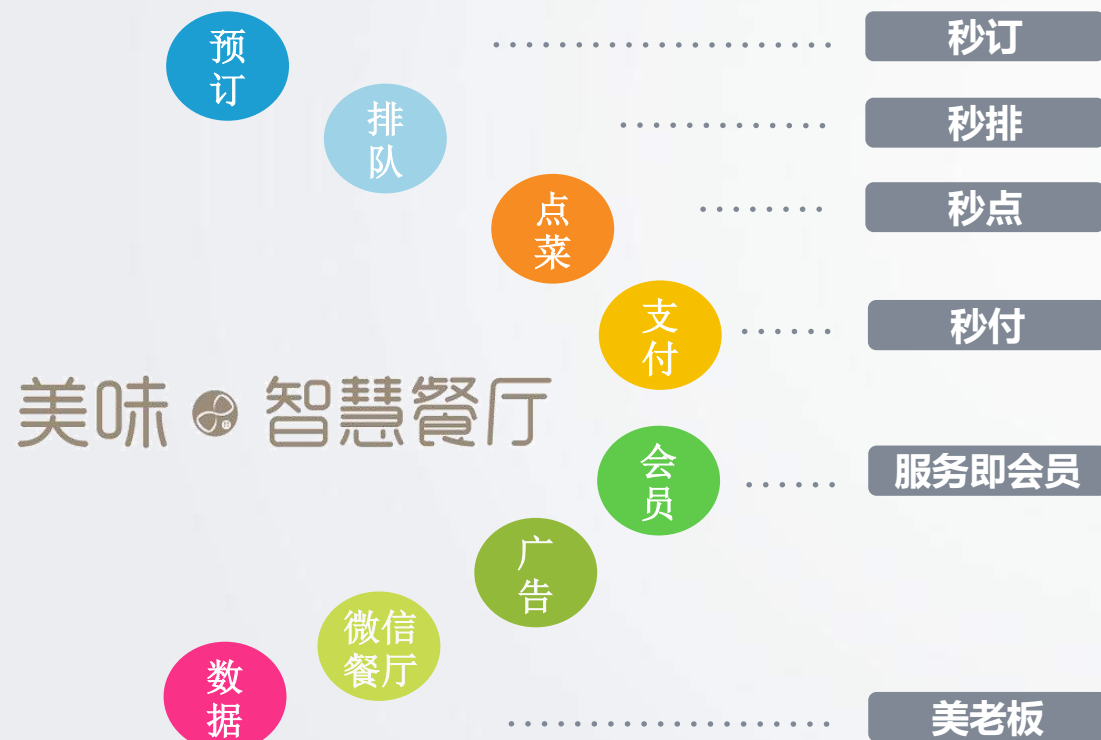 预
订
秒订
排
队
秒排
点
菜
秒点
支
付
秒付
美味 智慧餐厅
会
员
服务即会员
广
告
微信
餐厅
数
据
美老板